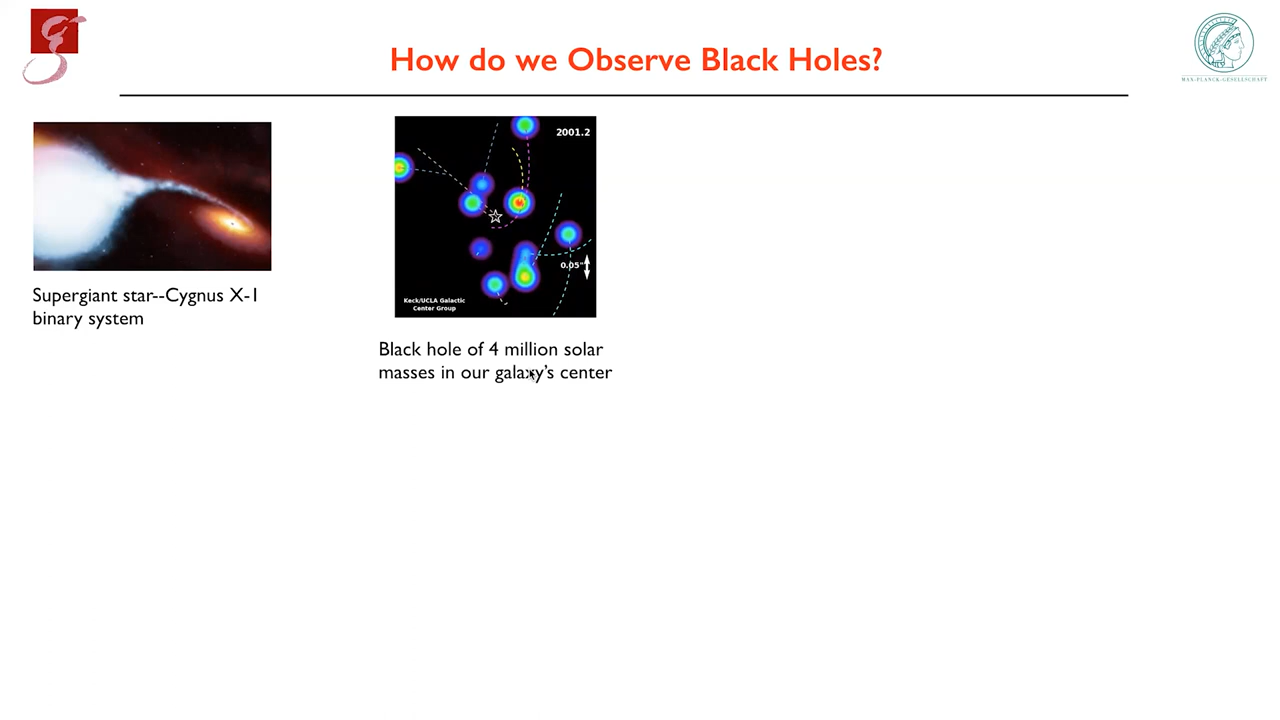 How do we Observe Black Holes?
MAX-PLANCK-GESELLSCHAFT
2001.2
0.05"
Keck/UCLA Galactic
Center Group
Supergiant star--Cygnus X-1
binary system
Black hole of 4 million solar
masses in our galaxy's center